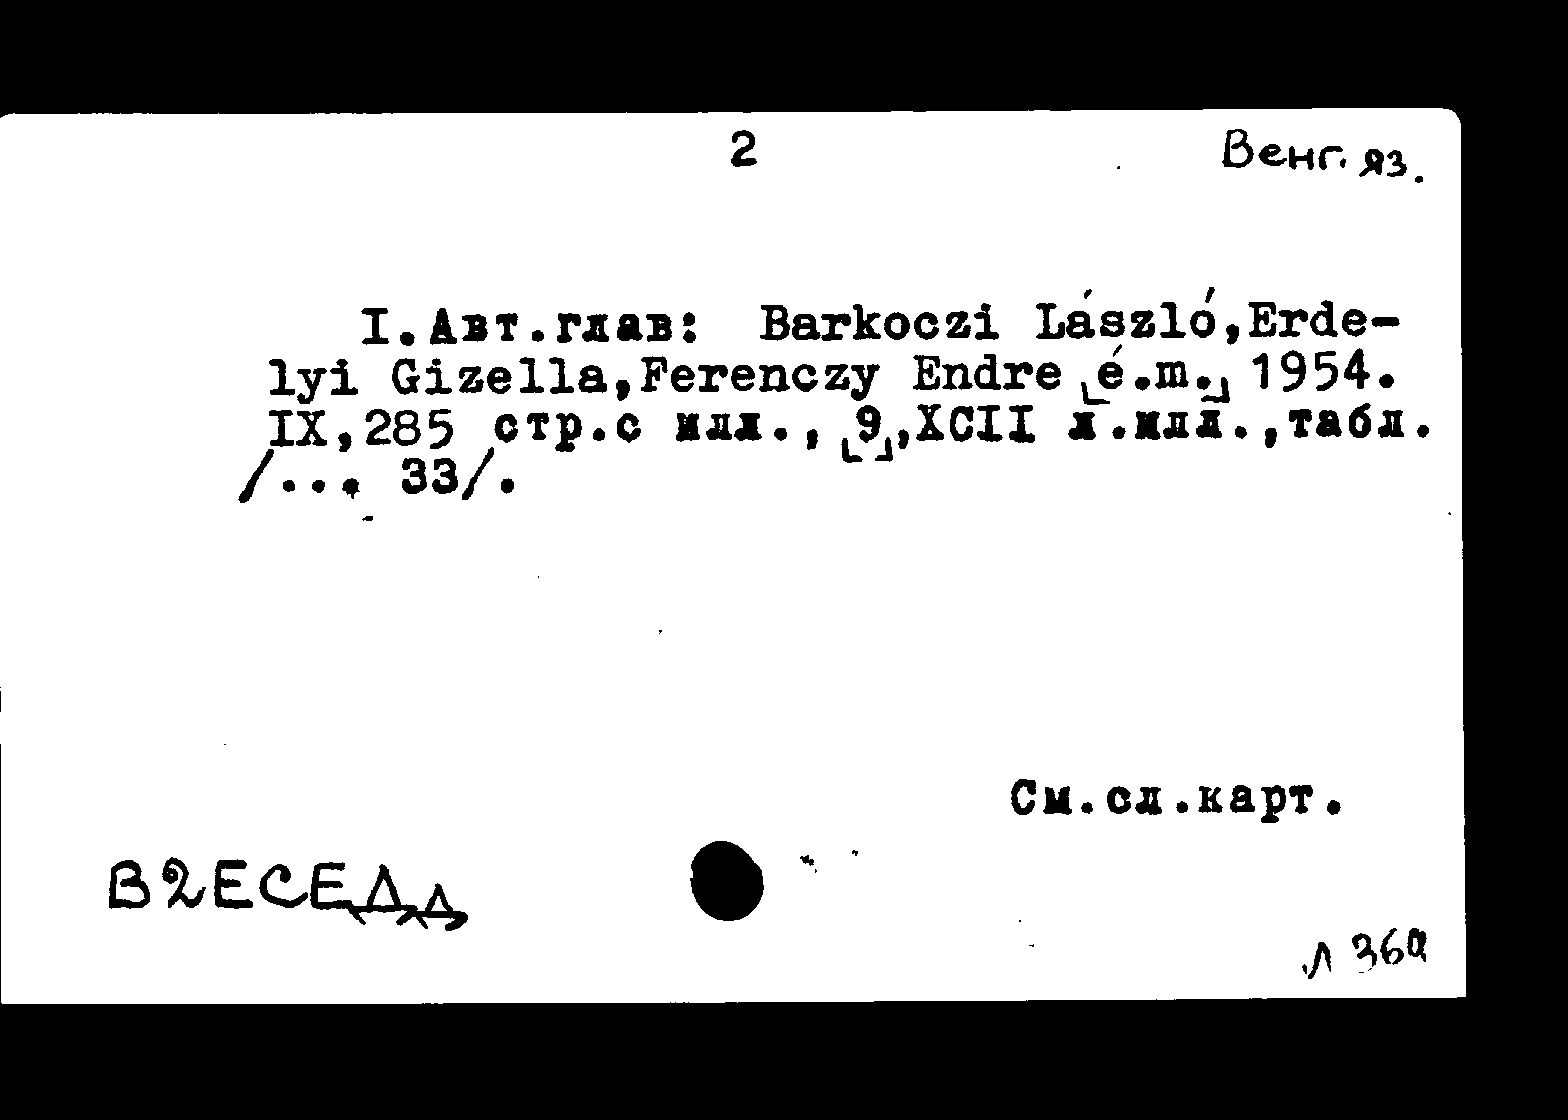 2
Венг. яз.
I.Авт.глав: Barkoczi László,Erde-
lyi Gizella,Ferenczy Endre [é.m.] 1954.
IX,285 стр.с илл., [9],XCII л.илл.,табл.
/... 33/.
См.сл.карт.
В2ЕСЕДд
л 36а